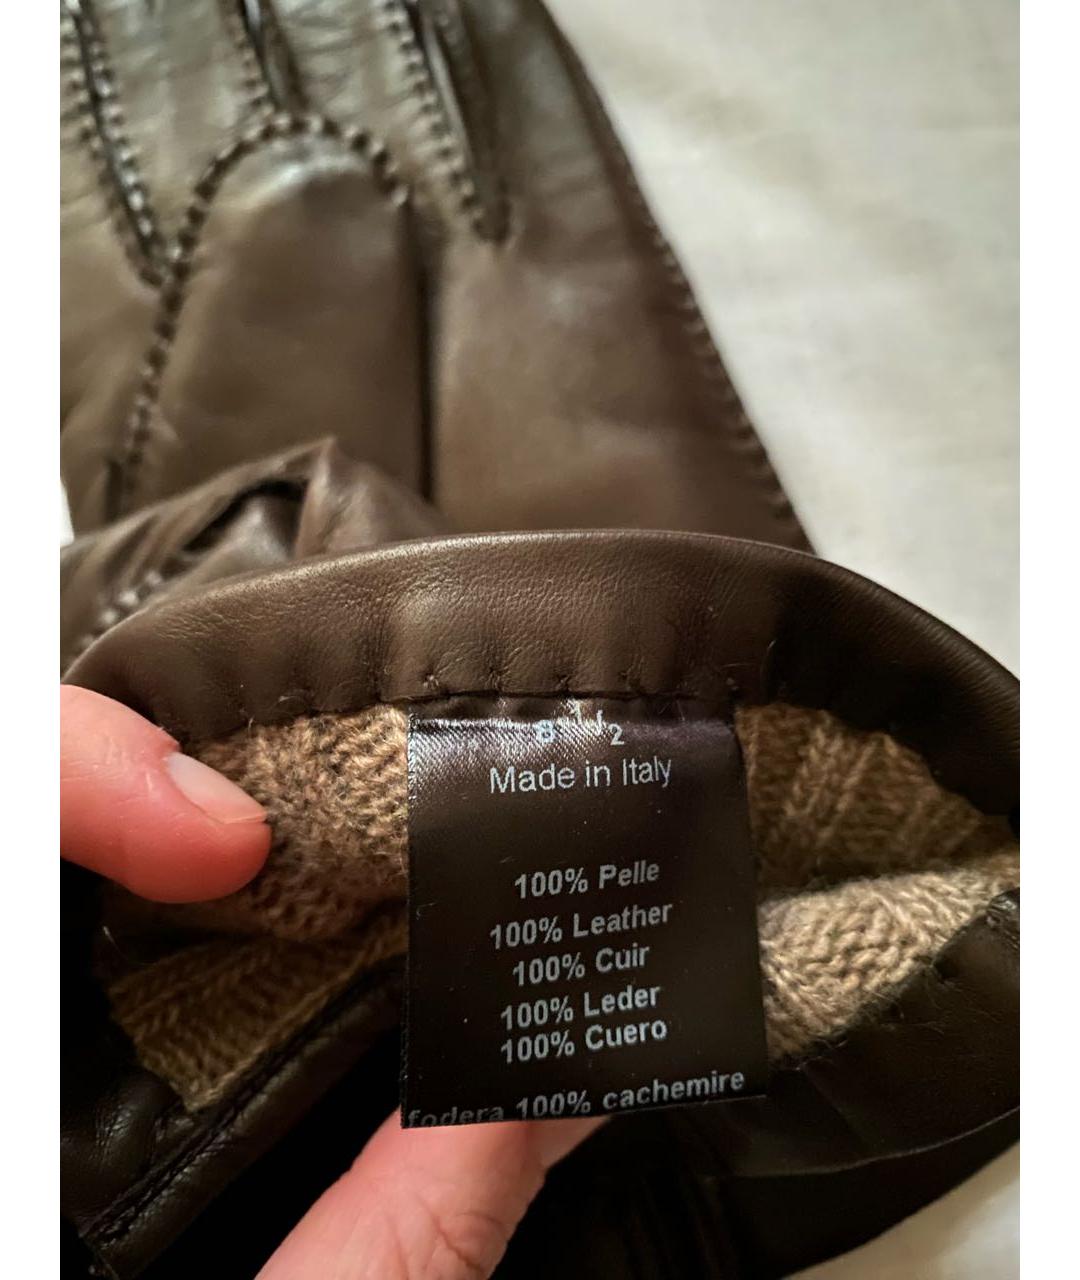 8 1/2
Made in Italy
100% Pelle
100% Leather
100% Cuir
100% Leder
100% Cuero
fodera 100% cachemire